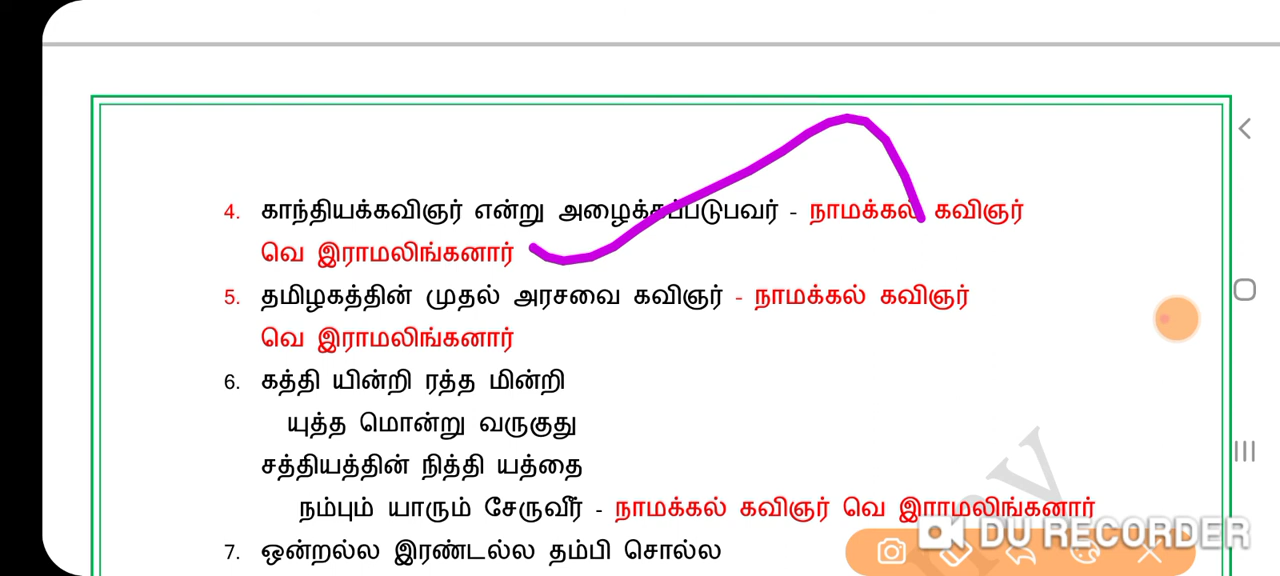 4. காந்தியக்கவிஞர் என்று அழைக்கப்படுபவர் - நாமக்கல் கவிஞர்
வெ இராமலிங்கனார்
5. தமிழகத்தின் முதல் அரசவை கவிஞர் - நாமக்கல் கவிஞர்
வெ இராமலிங்கனார்
6. கத்தி யின்றி ரத்த மின்றி
யுத்த மொன்று வருகுது
சத்தியத்தின் நித்தி யத்தை
நம்பும் யாரும் சேருவீர் - நாமக்கல் கவிஞர் வெ இராமலிங்கனார்
DU RECORDER
7. ஒன்றல்ல இரண்டல்ல தம்பி சொல்ல